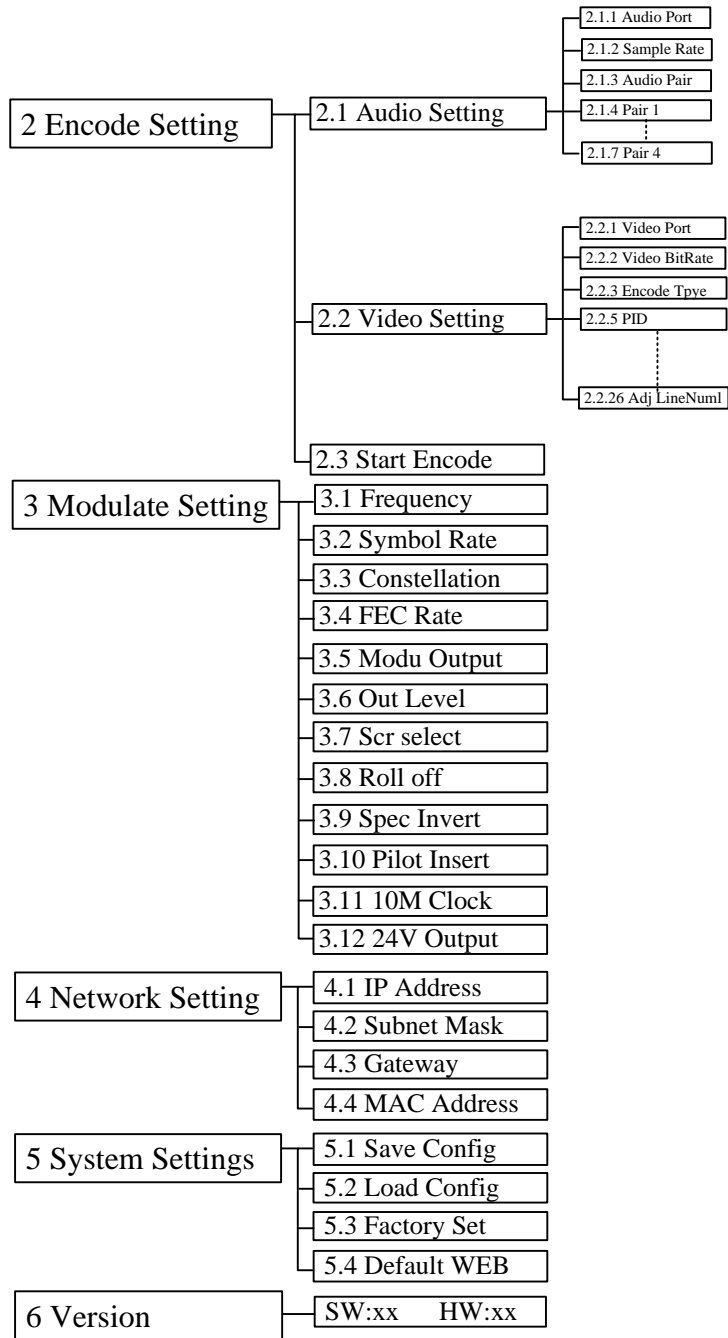 2 Encode Setting
2.1 Audio Setting
2.1.1 Audio Port
2.1.2 Sample Rate
2.1.3 Audio Pair
2.1.4 Pair 1
2.1.7 Pair 4
2.2 Video Setting
2.2.1 Video Port
2.2.2 Video BitRate
2.2.3 Encode Tpye
2.2.5 PID
2.2.26 Adj LineNuml
2.3 Start Encode
3 Modulate Setting
3.1 Frequency
3.2 Symbol Rate
3.3 Constellation
3.4 FEC Rate
3.5 Modu Output
3.6 Out Level
3.7 Scr select
3.8 Roll off
3.9 Spec Invert
3.10 Pilot Insert
3.11 10M Clock
3.12 24V Output
4 Network Setting
4.1 IP Address
4.2 Subnet Mask
4.3 Gateway
4.4 MAC Address
5 System Settings
5.1 Save Config
5.2 Load Config
5.3 Factory Set
5.4 Default WEB
6 Version
SW:xx HW:xx